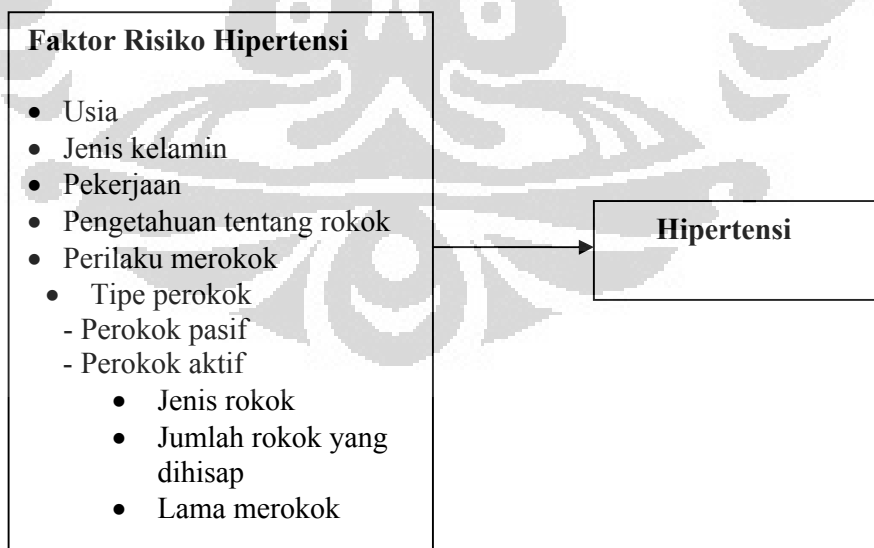 Faktor Risiko Hipertensi
• Usia
• Jenis kelamin
• Pekerjaan
• Pengetahuan tentang rokok
• Perilaku merokok
• Tipe perokok
- Perokok pasif
- Perokok aktif
• Jenis rokok
• Jumlah rokok yang
dihisap
• Lama merokok
Hipertensi